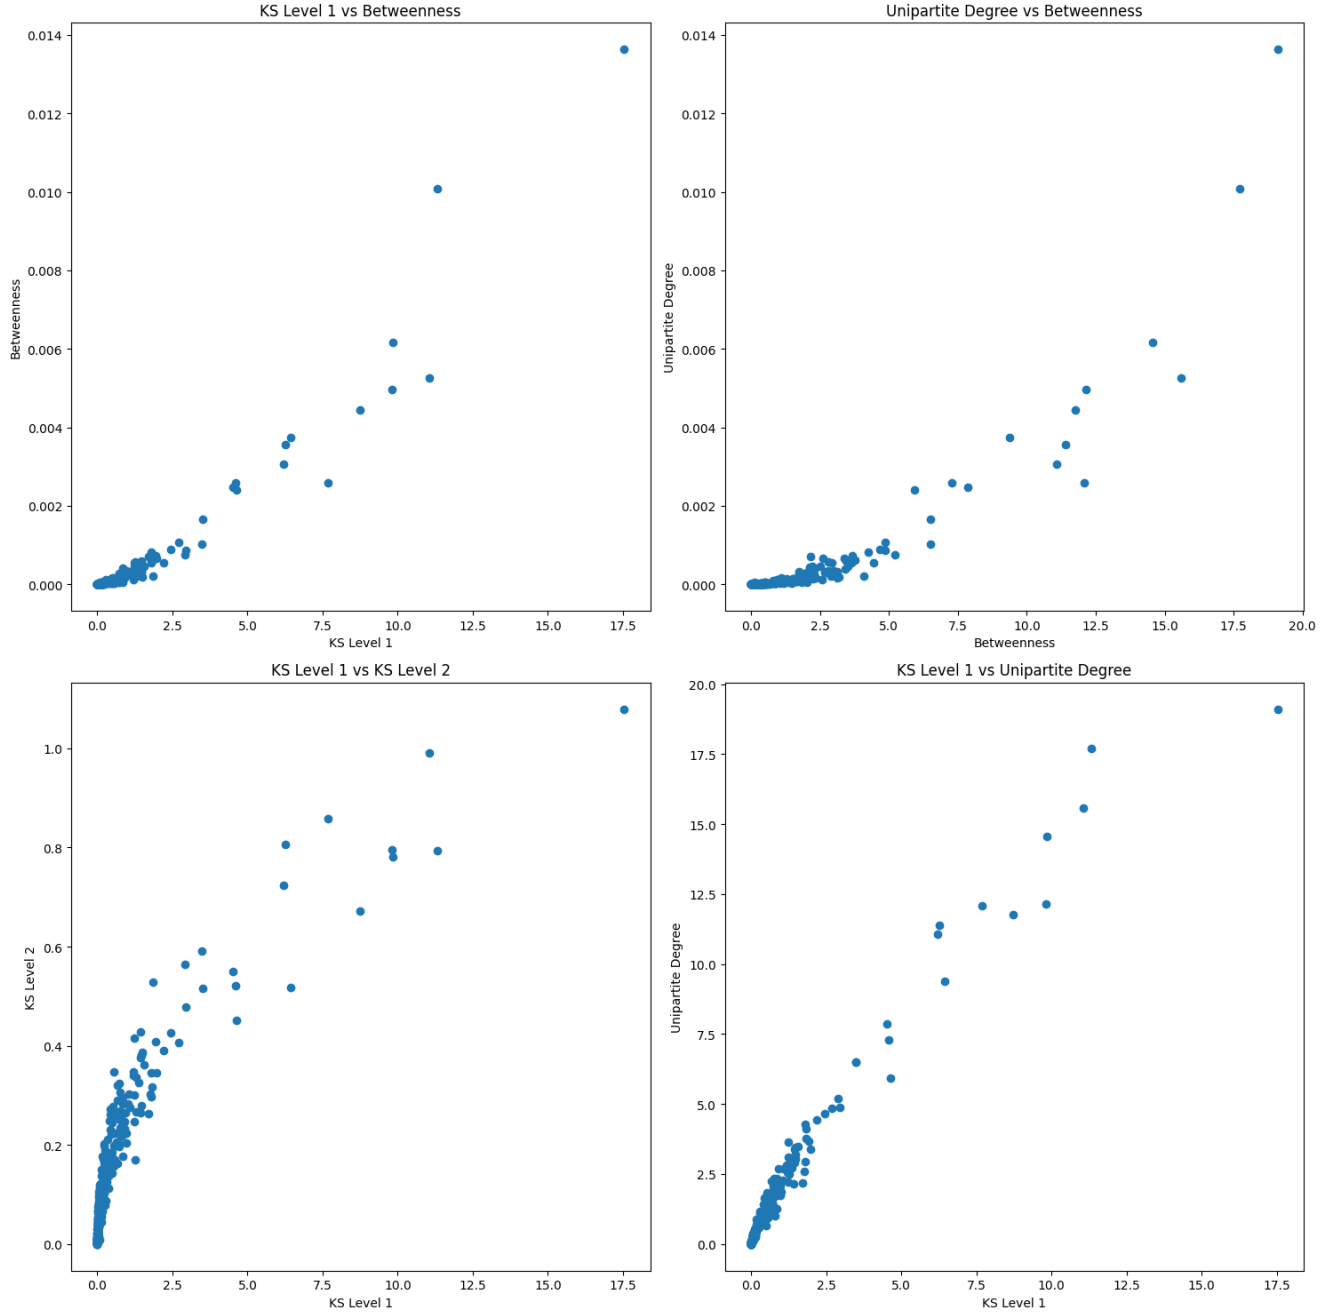 KS Level 1 vs Betweenness
0.014
0.012
0.010
0.008
0.006
0.004
0.002
0.000
Betweenness
0.0 2.5 5.0 7.5 10.0 12.5 15.0 17.5
KS Level 1
Unipartite Degree vs Betweenness
0.014
0.012
0.010
0.008
0.006
0.004
0.002
0.000
Unipartite Degree
0.0 2.5 5.0 7.5 10.0 12.5 15.0 17.5 20.0
Betweenness
KS Level 1 vs KS Level 2
1.0
0.8
0.6
0.4
0.2
0.0
KS Level 2
0.0 2.5 5.0 7.5 10.0 12.5 15.0 17.5
KS Level 1
KS Level 1 vs Unipartite Degree
20.0
17.5
15.0
12.5
10.0
7.5
5.0
2.5
0.0
Unipartite Degree
0.0 2.5 5.0 7.5 10.0 12.5 15.0 17.5
KS Level 1